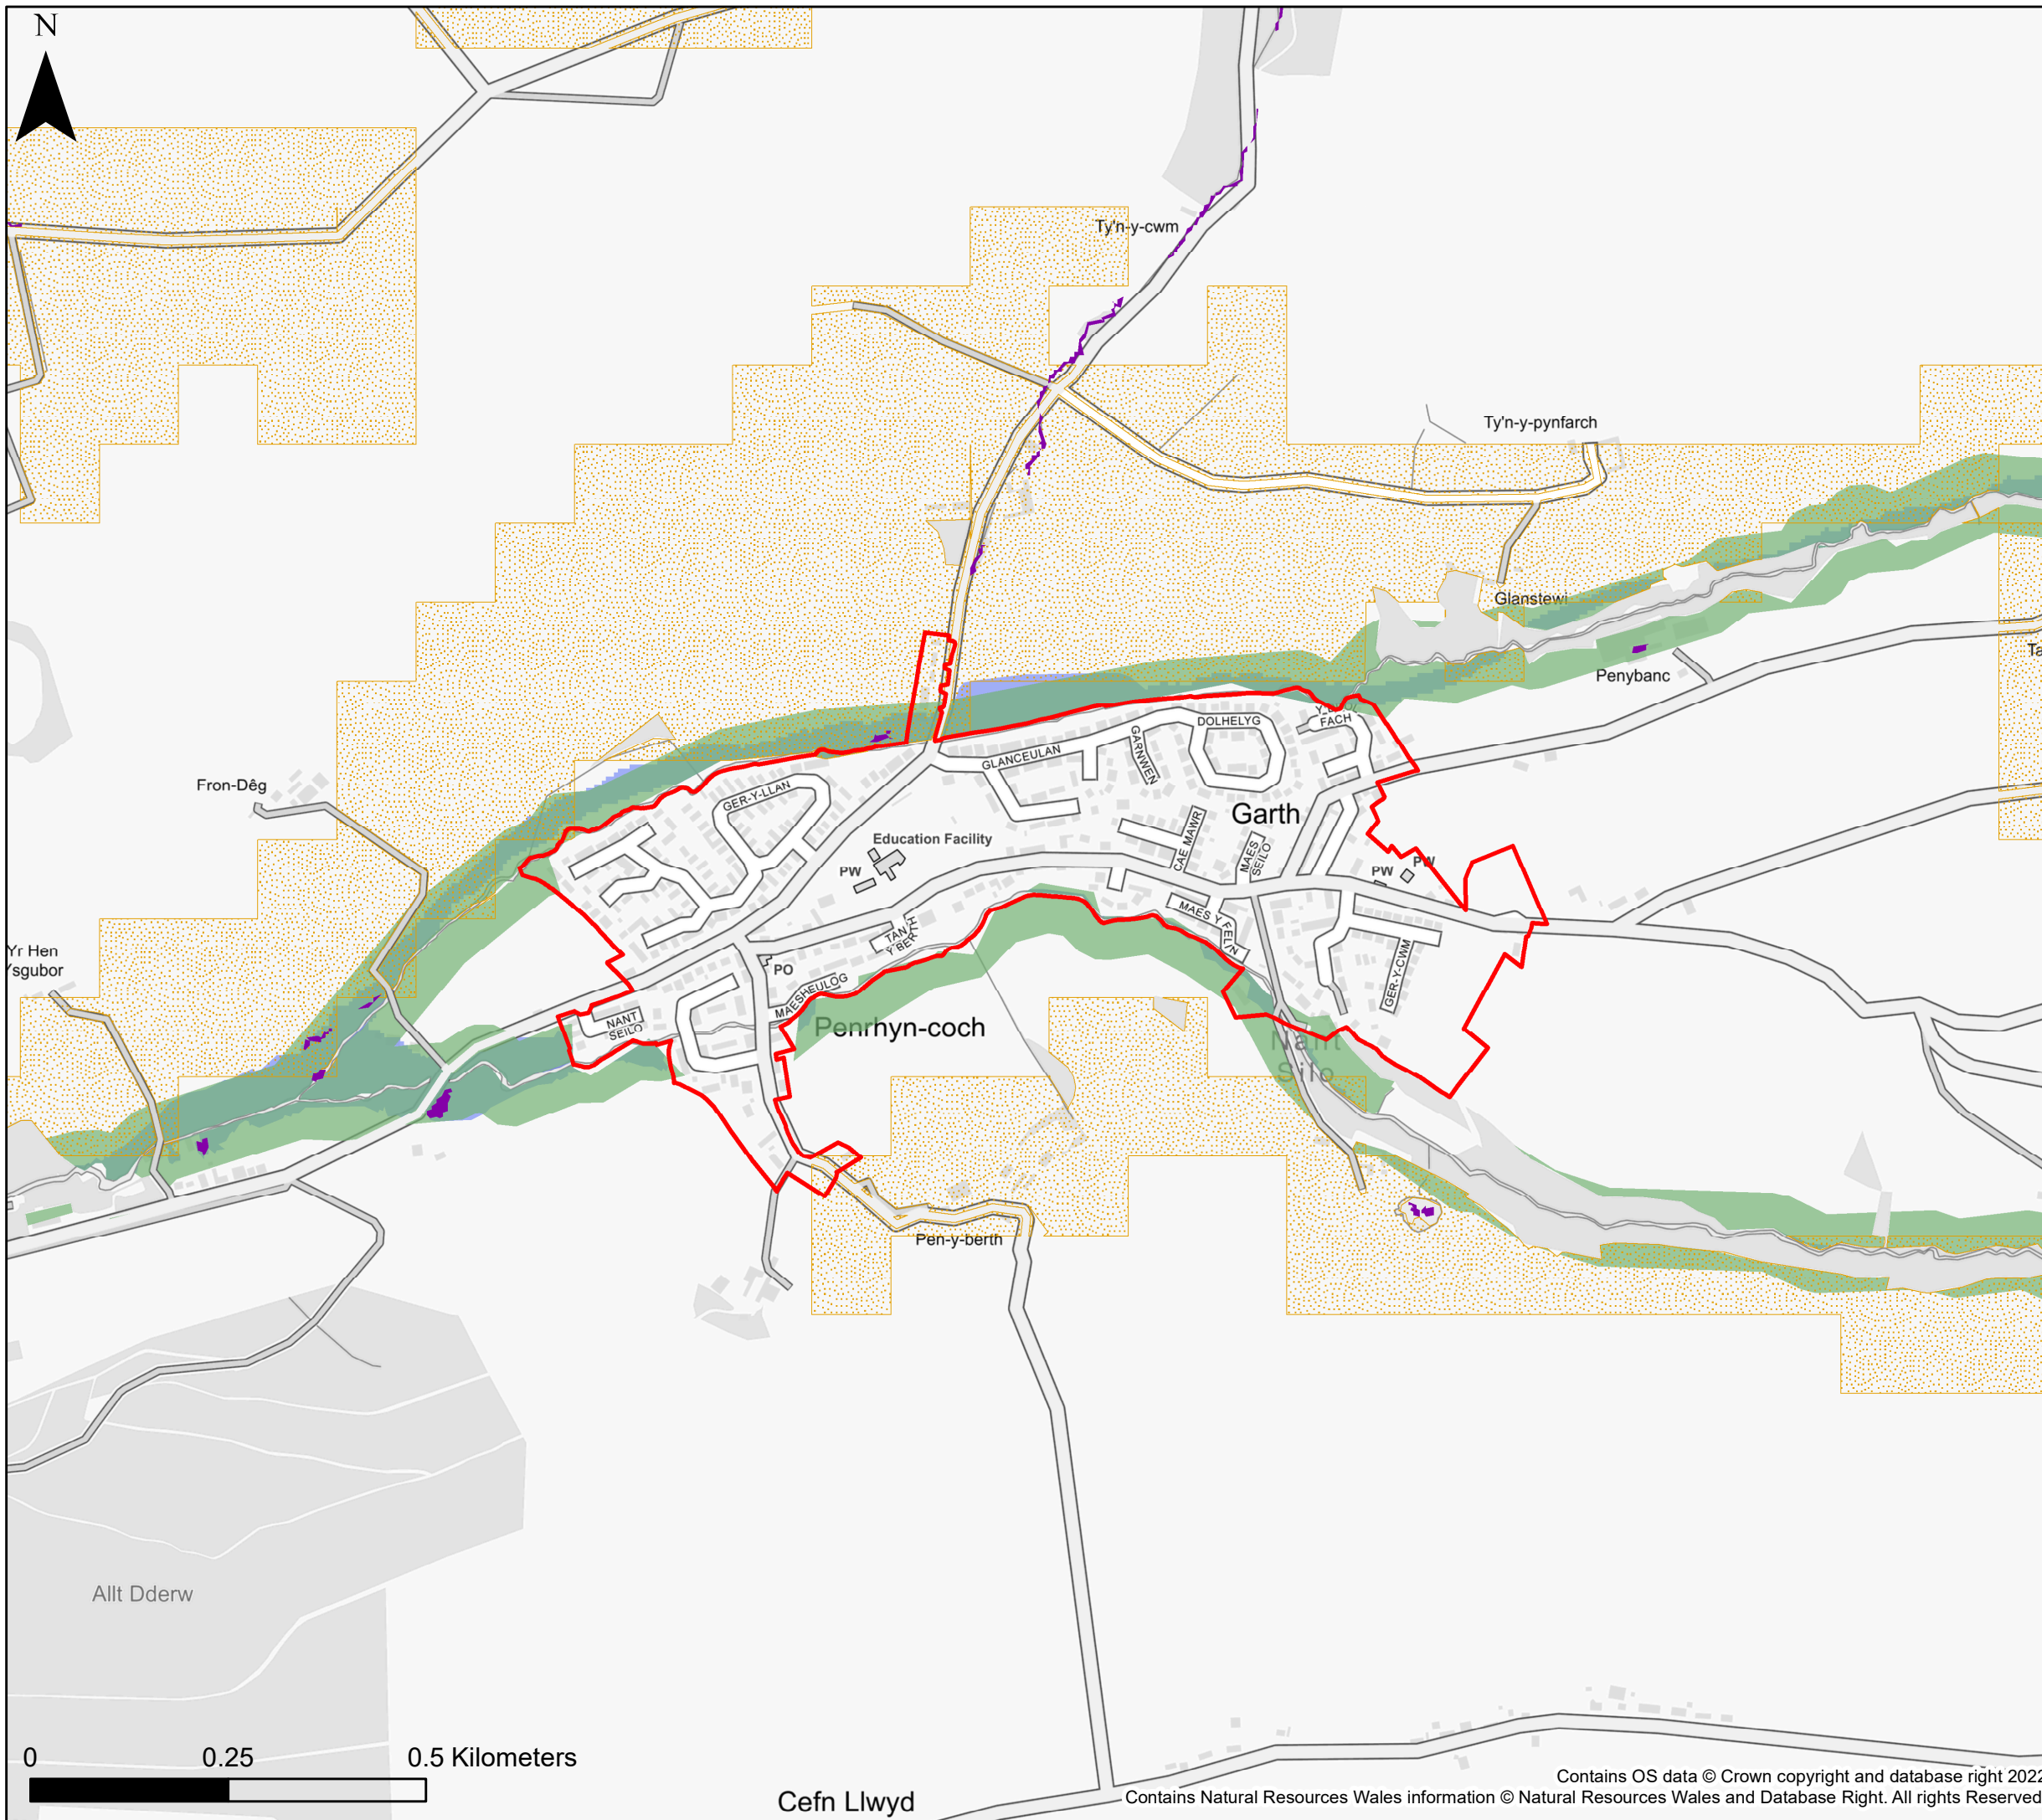 N
Ty'n-y-cwm
Ty'n-y-pynfarch
Glanstewi
Penybanc
DOLHELYG
FACH
GLANCEULAN
GARNWEN
Fron-Dêg
GER-Y-LLAN
Garth
Education Facility
CAE MAWR
MAES
SEILO
PW
PW
PW
Yr Hen
Ysgubor
MAES Y FELIN
TAN
Y BERTH
GER-Y-CWM
PO
MAESHEULOG
NANT
SEILO
Penrhyn-coch
Nant
Silo
Pen-y-berth
Allt Dderw
0 0.25 0.5 Kilometers
Cefn Llwyd
Contains OS data © Crown copyright and database right 2022
Contains Natural Resources Wales information © Natural Resources Wales and Database Right. All rights Reserved